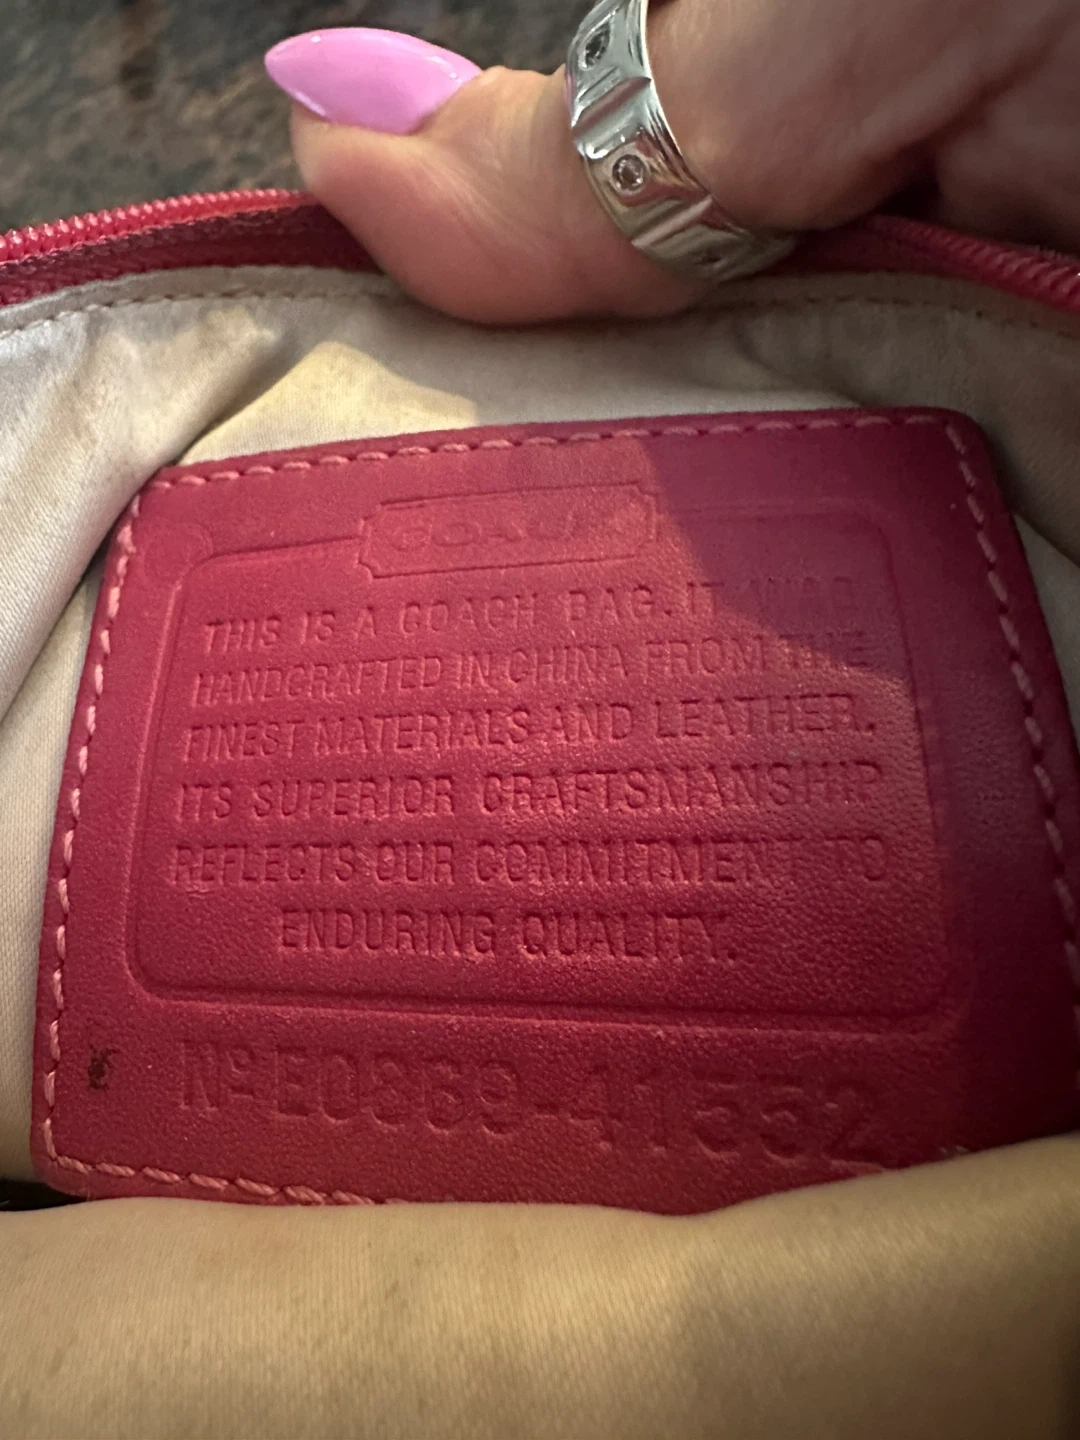 COACH
THIS IS A COACH BAG. IT WAS
HANDCRAFTED IN CHINA FROM THE
FINEST MATERIALS AND LEATHER.
ITS SUPERIOR CRAFTSMANSHIP
REFLECTS OUR COMMITMENT TO
ENDURING QUALITY.
Nº E0869-41552